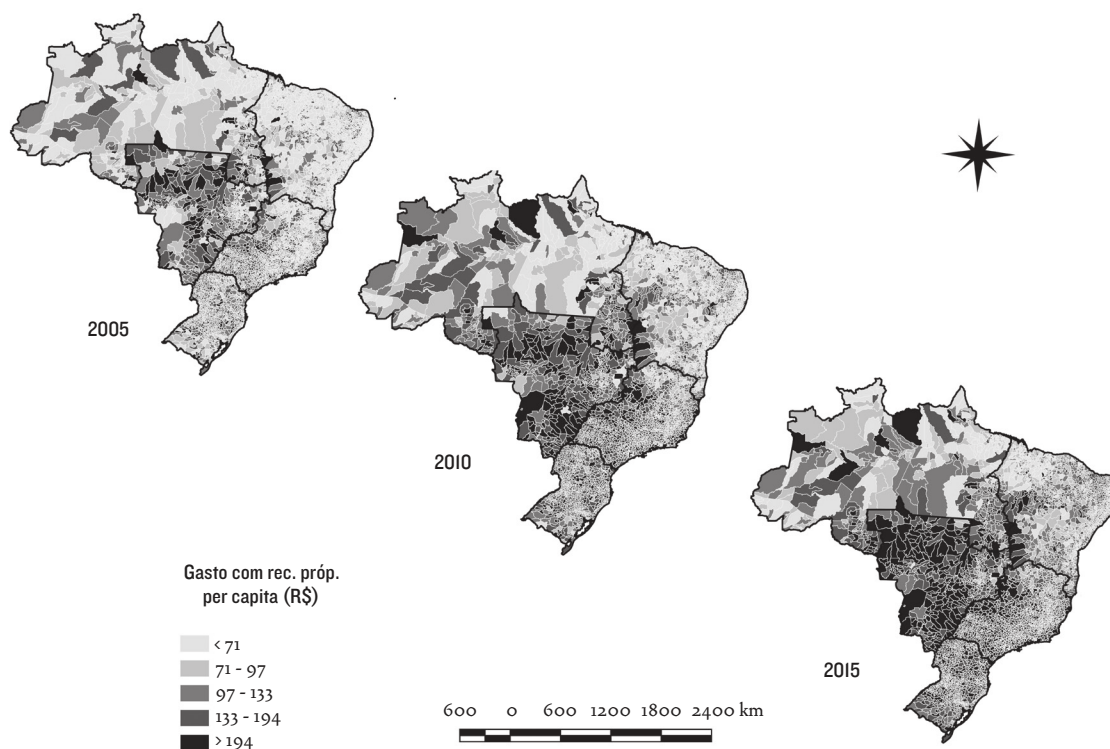 2005
2010
2015
Gasto com rec. próp.
per capita (R$)
< 71
71 - 97
97 - 133
133 - 194
> 194
600 0 600 1200 1800 2400 km